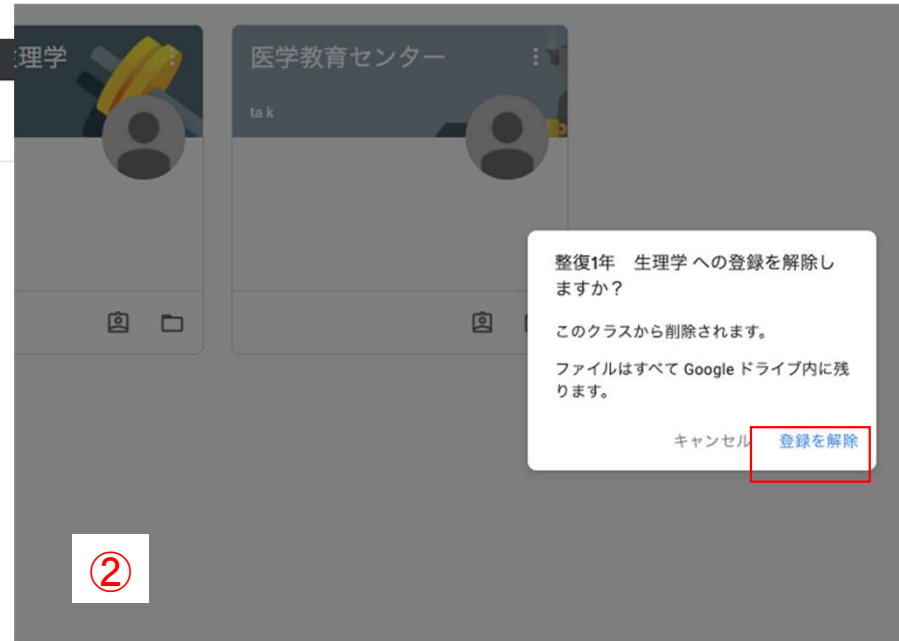 理学
医学教育センター
ta k
整復1年　生理学 への登録を解除し
ますか？
このクラスから削除されます。
ファイルはすべて Google ドライブ内に残
ります。
キャンセル
登録を解除
②